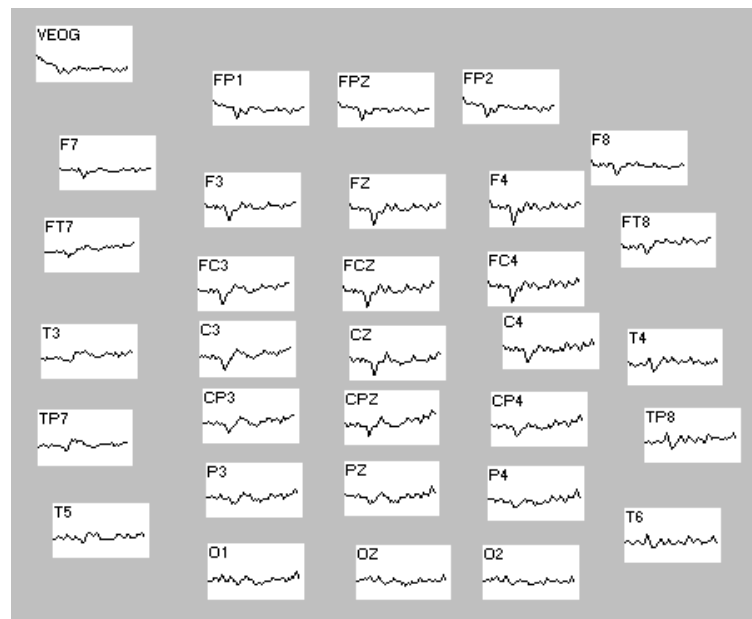 VEOG
FP1 FPZ FP2
F7 F3 FZ F4 F8
FT7 FC3 FCZ FC4 FT8
T3 C3 CZ C4 T4
TP7 CP3 CPZ CP4 TP8
T5 P3 PZ P4 T6
O1 OZ O2